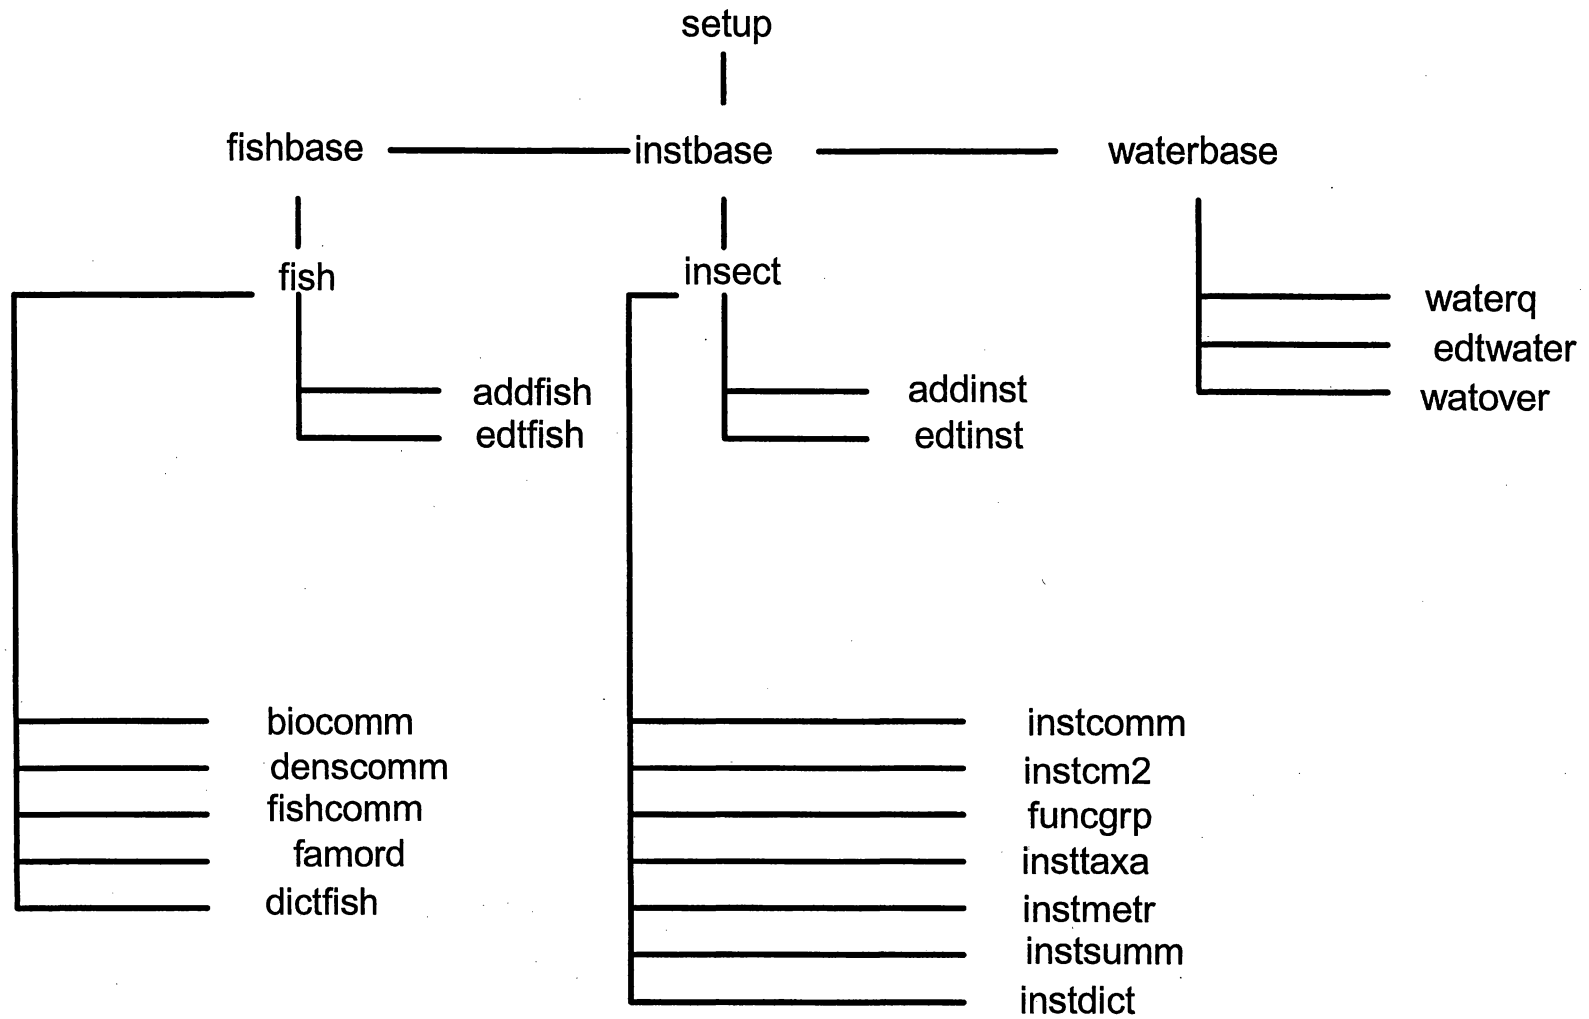 setup
fishbase
instbase
waterbase
fish
insect
waterq
edtwater
watover
addfish
edtfish
addinst
edtinst
biocomm
denscomm
fishcomm
famord
dictfish
instcomm
instcm2
funcgrp
insttaxa
instmetr
instsumm
instdict